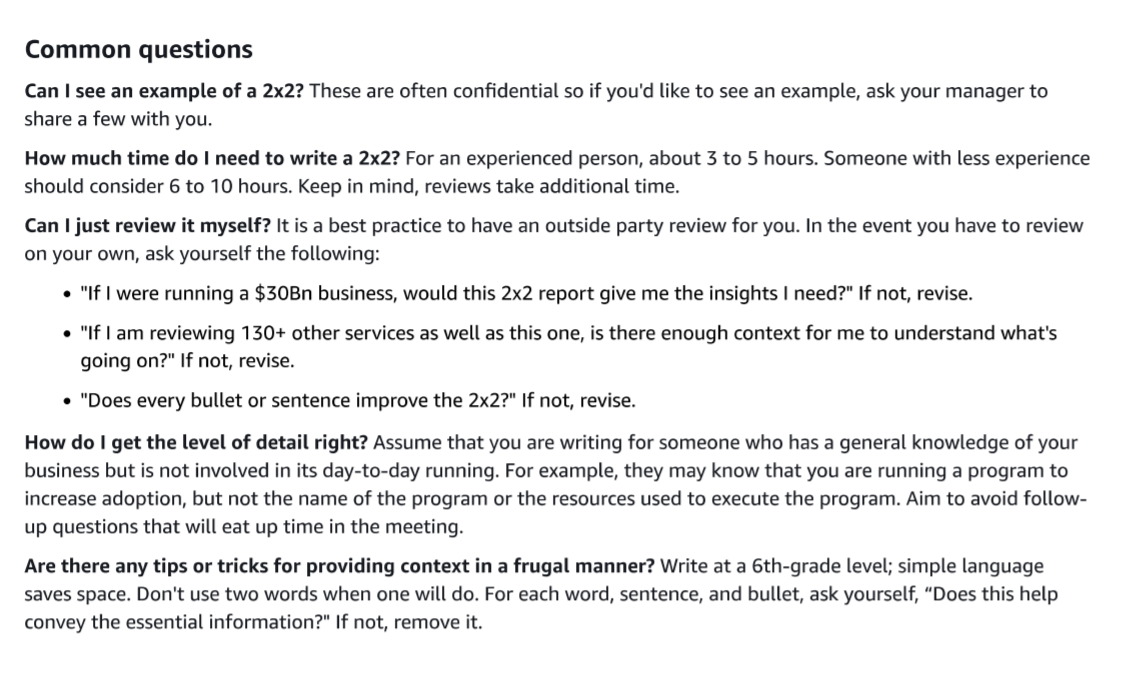 Common questions
Can I see an example of a 2x2? These are often confidential so if you'd like to see an example, ask your manager to
share a few with you.
How much time do I need to write a 2x2? For an experienced person, about 3 to 5 hours. Someone with less experience
should consider 6 to 10 hours. Keep in mind, reviews take additional time.
Can I just review it myself? It is a best practice to have an outside party review for you. In the event you have to review
on your own, ask yourself the following:
• "If I were running a $30Bn business, would this 2x2 report give me the insights I need?" If not, revise.
• "If I am reviewing 130+ other services as well as this one, is there enough context for me to understand what's
going on?" If not, revise.
• "Does every bullet or sentence improve the 2x2?" If not, revise.
How do I get the level of detail right? Assume that you are writing for someone who has a general knowledge of your
business but is not involved in its day-to-day running. For example, they may know that you are running a program to
increase adoption, but not the name of the program or the resources used to execute the program. Aim to avoid follow-
up questions that will eat up time in the meeting.
Are there any tips or tricks for providing context in a frugal manner? Write at a 6th-grade level; simple language
saves space. Don't use two words when one will do. For each word, sentence, and bullet, ask yourself, “Does this help
convey the essential information?" If not, remove it.